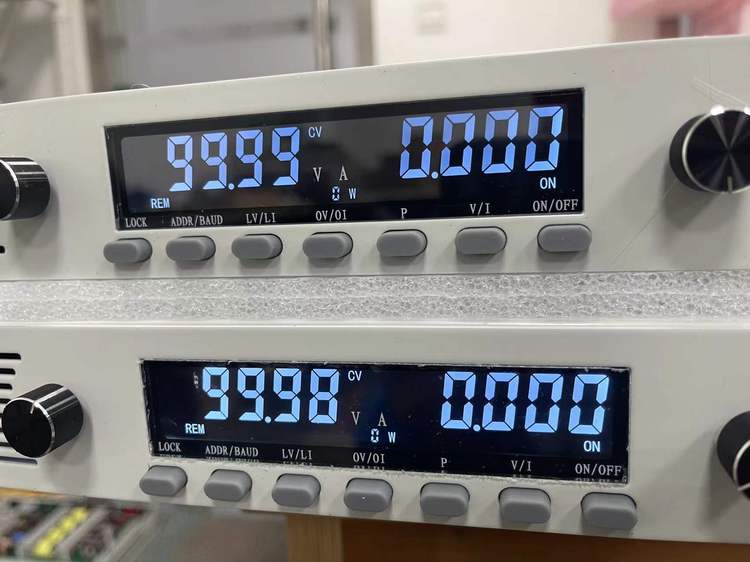 99.99 CV 0.000
V A
0 W
REM ON
LOCK ADDR/BAUD LV/LI OV/OI P V/I ON/OFF
99.98 CV 0.000
V A
0 W
REM ON
LOCK ADDR/BAUD LV/LI OV/OI P V/I ON/OFF